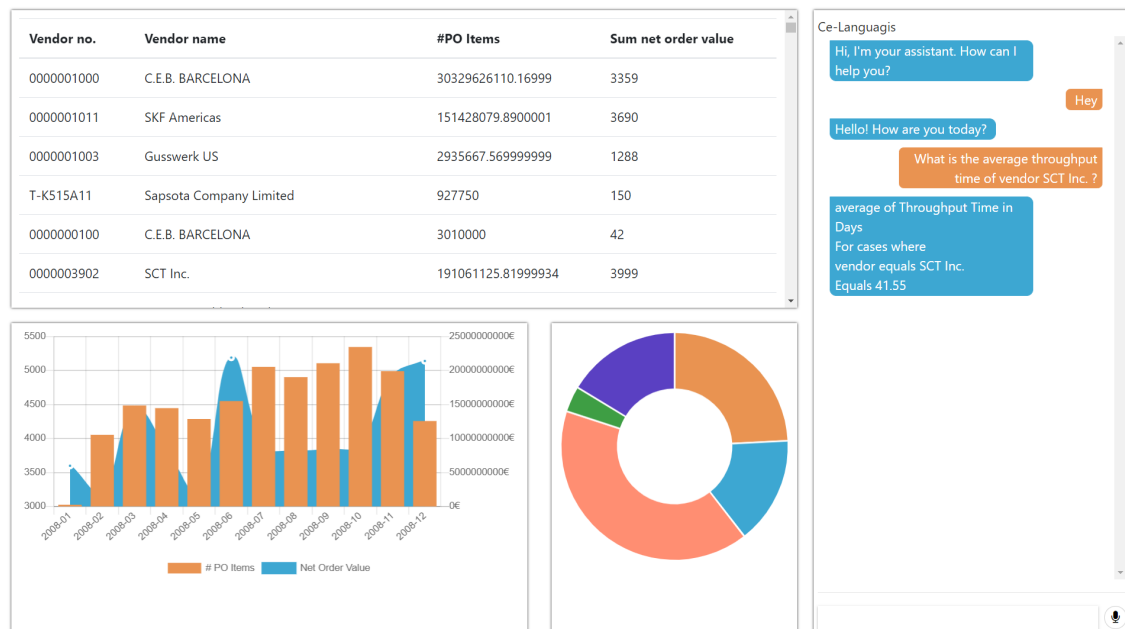 Vendor no. Vendor name #PO Items Sum net order value
0000001000 C.E.B. BARCELONA 30329626110.16999 3359
0000001011 SKF Americas 151428079.8900001 3690
0000001003 Gusswerk US 2935667.569999999 1288
T-K515A11 Sapsota Company Limited 927750 150
0000000100 C.E.B. BARCELONA 3010000 42
0000003902 SCT Inc. 191061125.81999934 3999
5500
5000
4500
4000
3500
3000
25000000000€
20000000000€
15000000000€
10000000000€
5000000000€
0€
2008-01 2008-02 2008-03 2008-04 2008-05 2008-06 2008-07 2008-08 2008-09 2008-10 2008-11 2008-12
# PO Items Net Order Value
Ce-Languagis
Hi, I'm your assistant. How can I
help you?
Hey
Hello! How are you today?
What is the average throughput
time of vendor SCT Inc. ?
average of Throughput Time in
Days
For cases where
vendor equals SCT Inc.
Equals 41.55